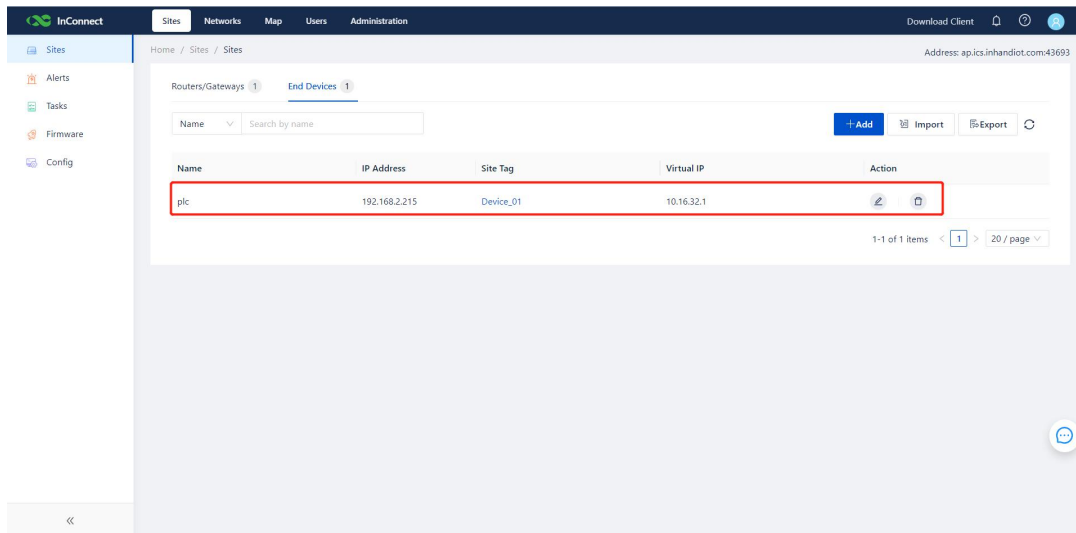 InConnect Sites Networks Map Users Administration Download Client
Sites
Alerts
Tasks
Firmware
Config
Home / Sites / Sites Address: ap.ics.inhandiot.com:43693
Routers/Gateways 1 End Devices 1
Name Search by name +Add Import Export
Name IP Address Site Tag Virtual IP Action
plc 192.168.2.215 Device_01 10.16.32.1
1-1 of 1 items < 1 > 20 / page